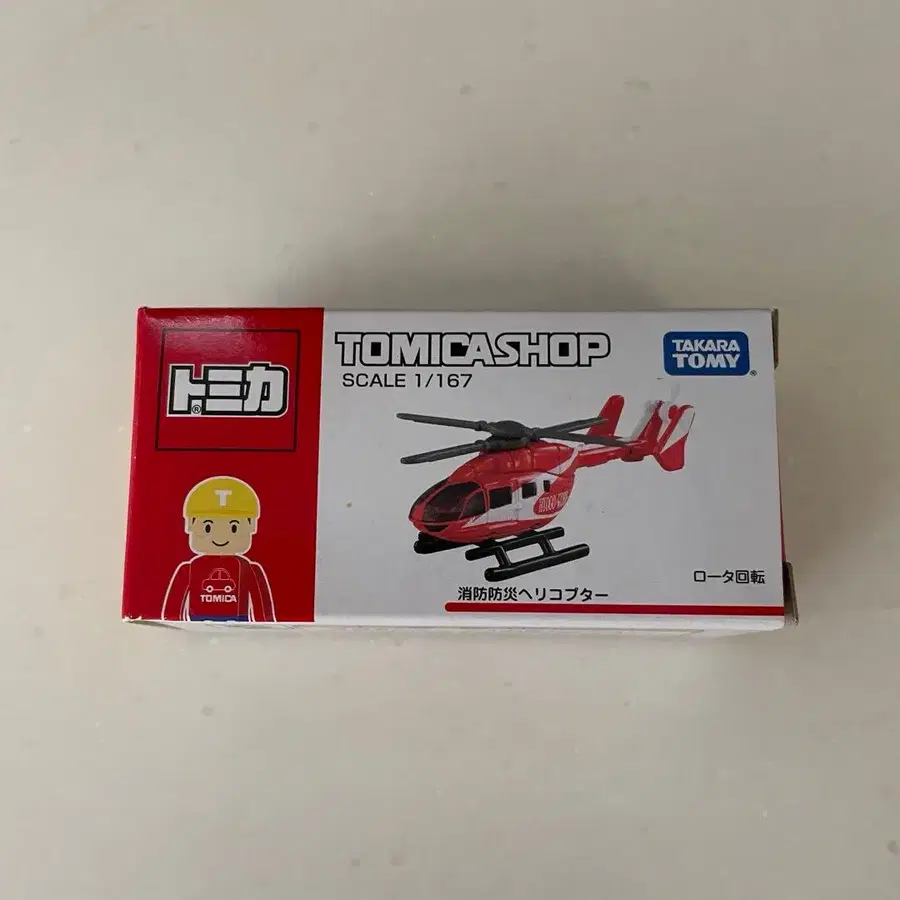 トミカ®
TOMICASHOP
SCALE 1/167
TAKARA
TOMY®
T
TOMICA
消防防災ヘリコプター
ロータ回転